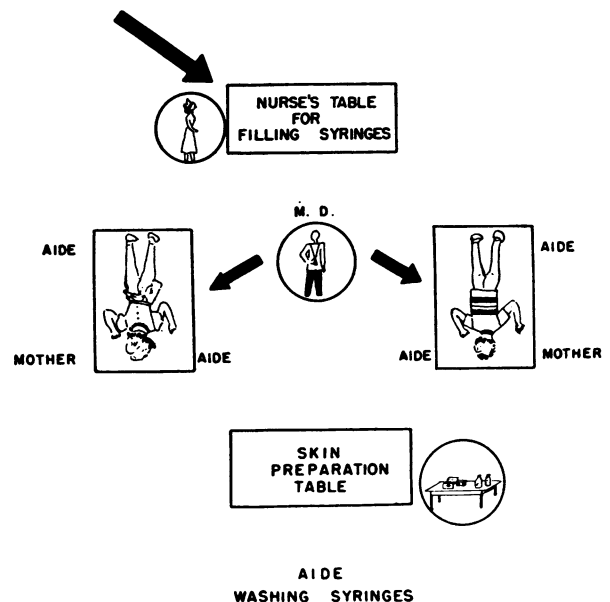 NURSE'S TABLE
FOR
FILLING SYRINGES
M. D.
AIDE
AIDE
MOTHER
AIDE
AIDE
MOTHER
SKIN
PREPARATION
TABLE
AIDE
WASHING SYRINGES